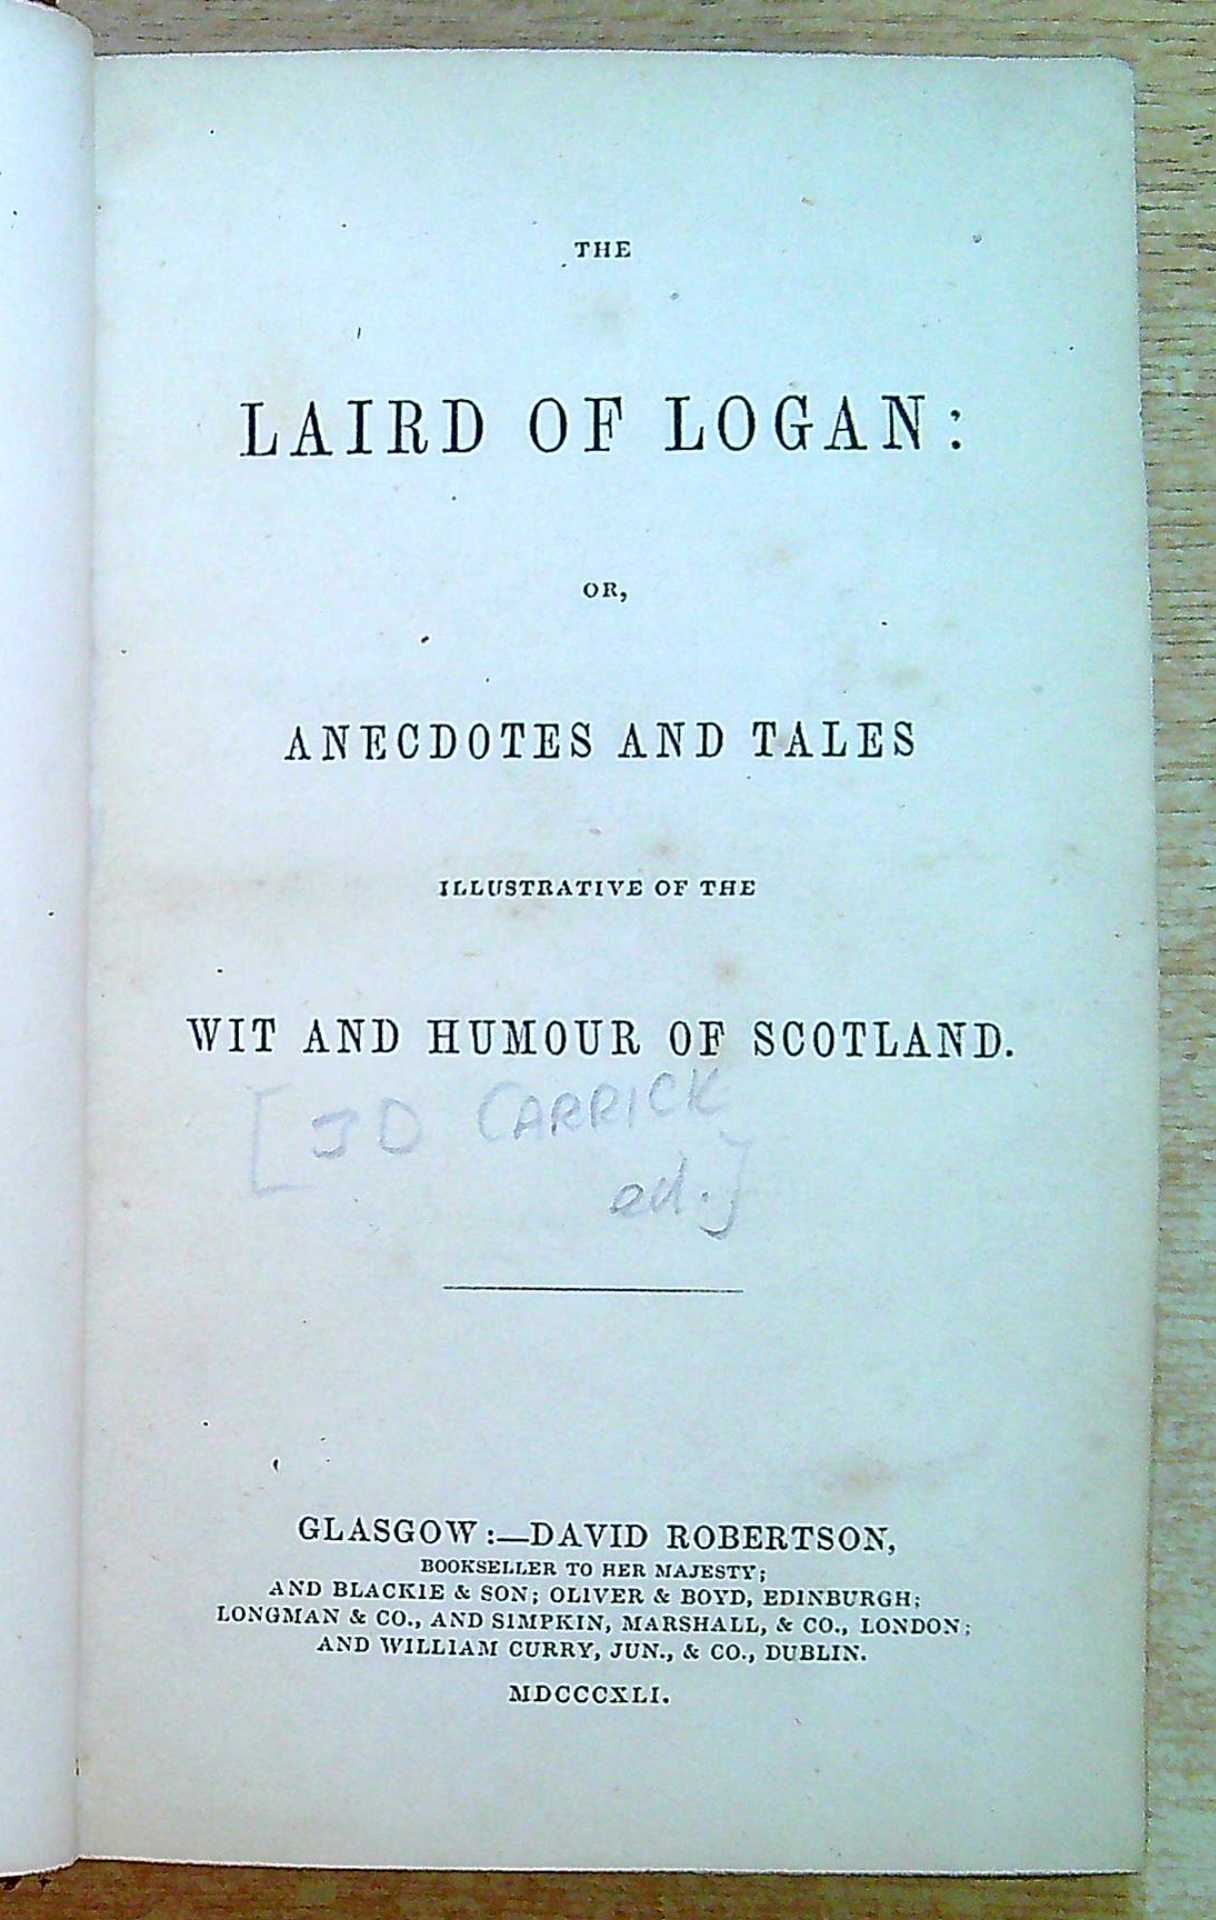 THE
LAIRD OF LOGAN:
OR,
ANECDOTES AND TALES
ILLUSTRATIVE OF THE
WIT AND HUMOUR OF SCOTLAND.
[JD CARRICK
ed.]
GLASGOW:—DAVID ROBERTSON,
BOOKSELLER TO HER MAJESTY;
AND BLACKIE & SON; OLIVER & BOYD, EDINBURGH;
LONGMAN & CO., AND SIMPKIN, MARSHALL, & CO., LONDON;
AND WILLIAM CURRY, JUN., & CO., DUBLIN.
MDCCCXLI.